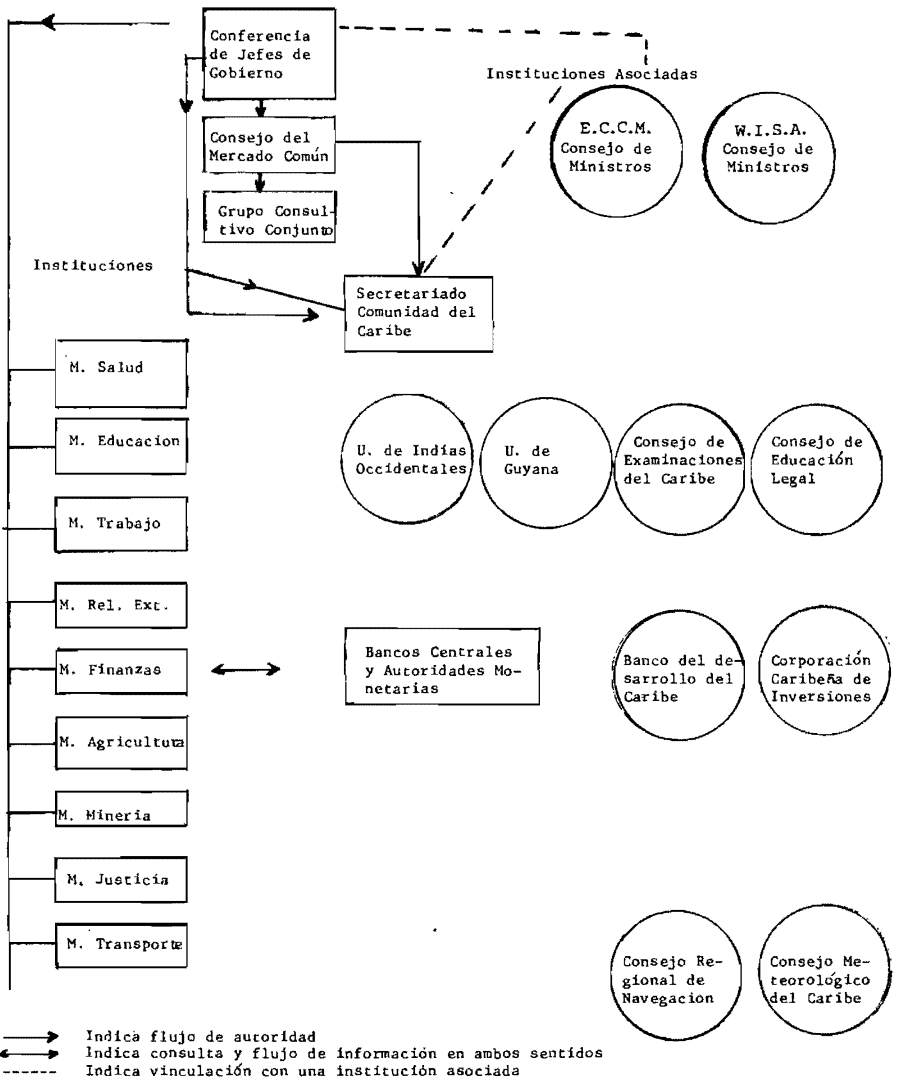 Conferencia
de Jefes de
Gobierno
Instituciones Asociadas
E.C.C.M.
Consejo de
Ministros
W.I.S.A.
Consejo de
Ministros
Consejo del
Mercado Común
Grupo Consul-
tivo Conjunto
Instituciones
Secretariado
Comunidad del
Caribe
M. Salud
M. Educacion
M. Trabajo
M. Rel. Ext.
M. Finanzas
M. Agricultura
M. Mineria
M. Justicia
M. Transporte
U. de Indías
Occidentales
U. de
Guyana
Consejo de
Examinaciones
del Caribe
Consejo de
Educación
Legal
Bancos Centrales
y Autoridades Mo-
netarias
Banco del de-
sarrollo del
Caribe
Corporación
Caribeña de
Inversiones
Consejo Re-
gional de
Navegacion
Consejo Me-
teorológico
del Caribe
Indica flujo de autoridad
Indica consulta y flujo de información en ambos sentidos
Indica vinculación con una institución asociada